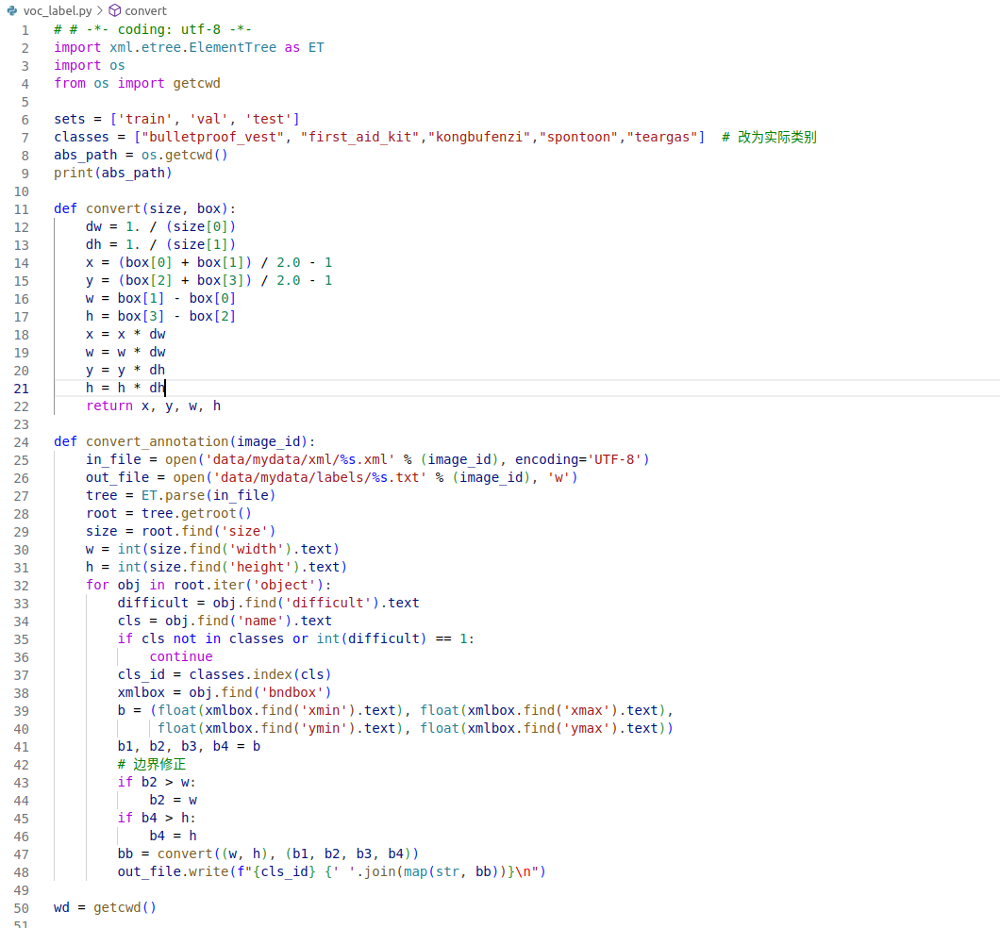 voc_label.py > convert
1 # # -*- coding: utf-8 -*-
2 import xml.etree.ElementTree as ET
3 import os
4 from os import getcwd
5
6 sets = ['train', 'val', 'test']
7 classes = ["bulletproof_vest", "first_aid_kit","kongbufenzi","spontoon","teargas"]  # 改为实际类别
8 abs_path = os.getcwd()
9 print(abs_path)
10
11 def convert(size, box):
12     dw = 1. / (size[0])
13     dh = 1. / (size[1])
14     x = (box[0] + box[1]) / 2.0 - 1
15     y = (box[2] + box[3]) / 2.0 - 1
16     w = box[1] - box[0]
17     h = box[3] - box[2]
18     x = x * dw
19     w = w * dw
20     y = y * dh
21     h = h * dh
22     return x, y, w, h
23
24 def convert_annotation(image_id):
25     in_file = open('data/mydata/xml/%s.xml' % (image_id), encoding='UTF-8')
26     out_file = open('data/mydata/labels/%s.txt' % (image_id), 'w')
27     tree = ET.parse(in_file)
28     root = tree.getroot()
29     size = root.find('size')
30     w = int(size.find('width').text)
31     h = int(size.find('height').text)
32     for obj in root.iter('object'):
33         difficult = obj.find('difficult').text
34         cls = obj.find('name').text
35         if cls not in classes or int(difficult) == 1:
36             continue
37         cls_id = classes.index(cls)
38         xmlbox = obj.find('bndbox')
39         b = (float(xmlbox.find('xmin').text), float(xmlbox.find('xmax').text),
40              float(xmlbox.find('ymin').text), float(xmlbox.find('ymax').text))
41         b1, b2, b3, b4 = b
42         # 边界修正
43         if b2 > w:
44             b2 = w
45         if b4 > h:
46             b4 = h
47         bb = convert((w, h), (b1, b2, b3, b4))
48         out_file.write(f"{cls_id} {' '.join(map(str, bb))}\n")
49
50 wd = getcwd()
51